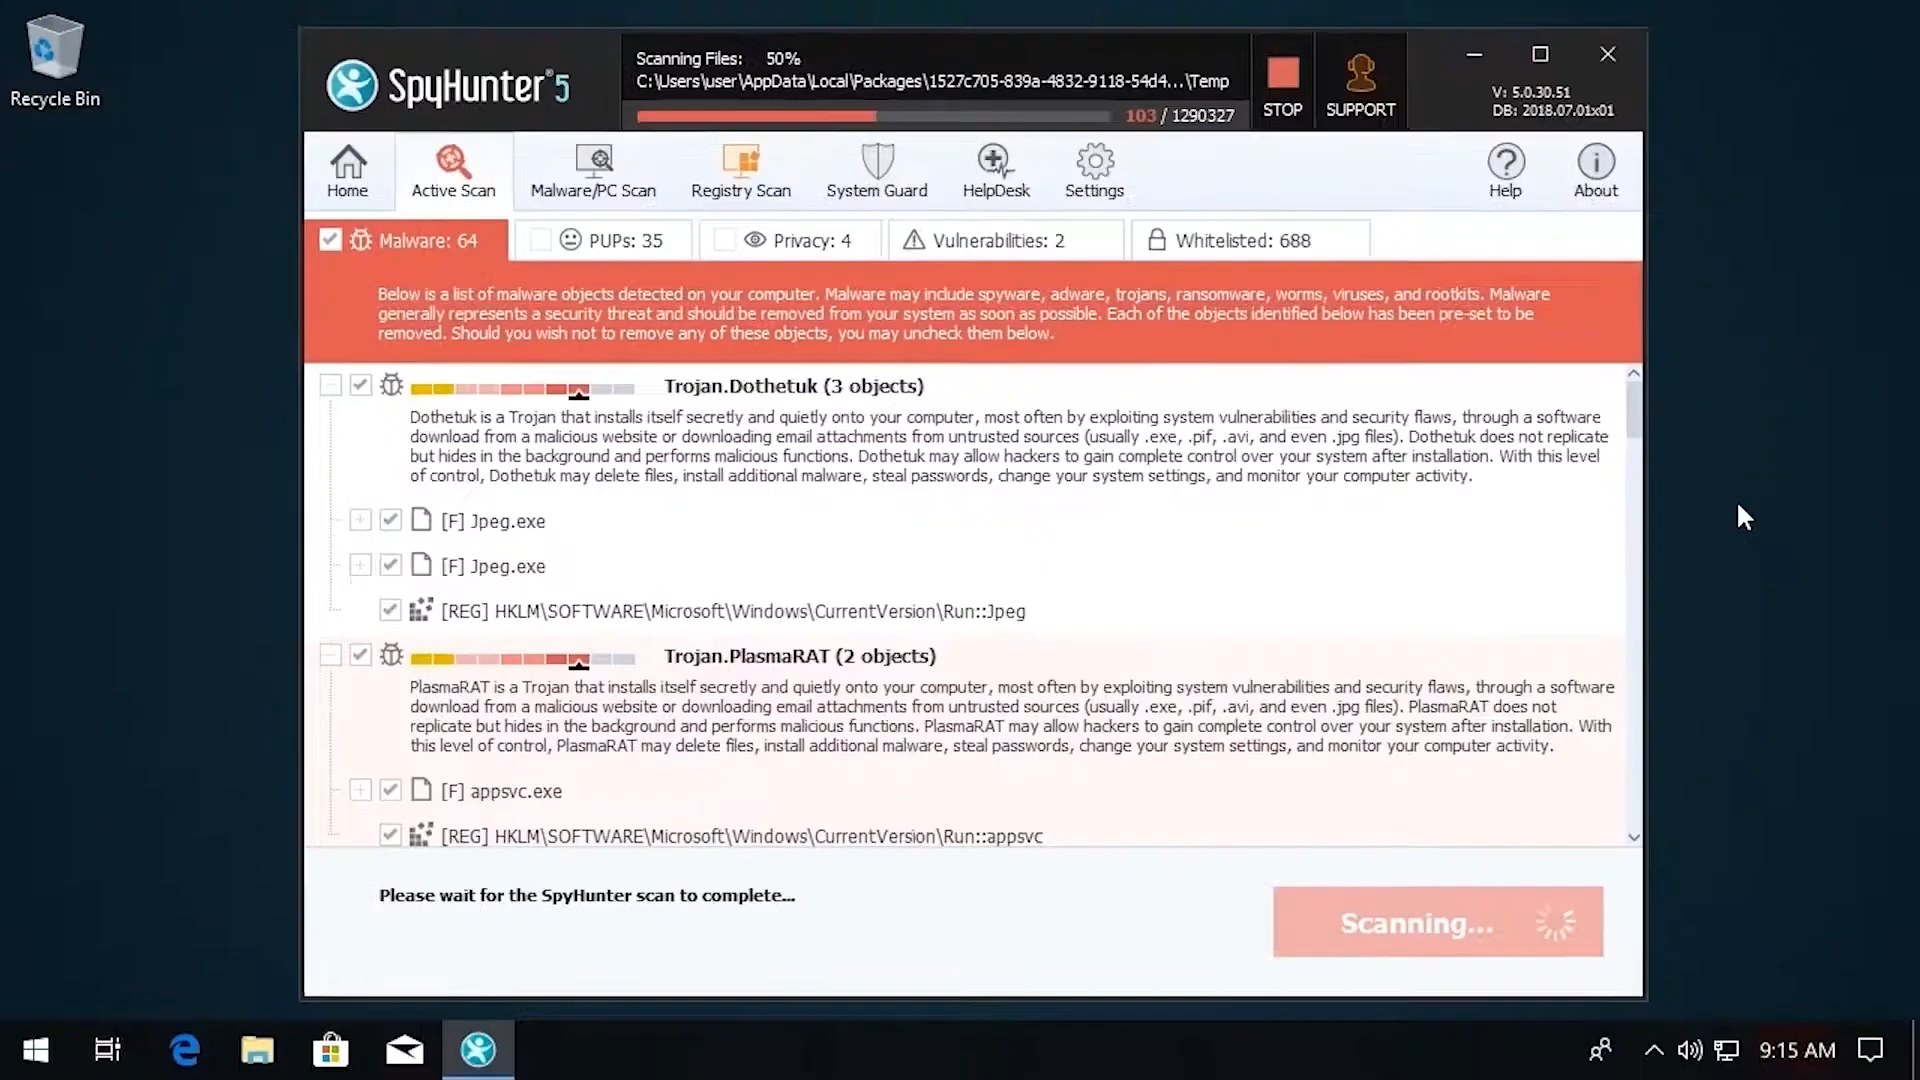 Recycle Bin
SpyHunter® 5
Scanning Files: 50%
C:\Users\user\AppData\Local\Packages\1527c705-839a-4832-9118-54d4...\Temp
103 / 1290327
STOP
SUPPORT
V: 5.0.30.51
DB: 2018.07.01x01
Home
Active Scan
Malware/PC Scan
Registry Scan
System Guard
HelpDesk
Settings
Help
About
Malware: 64
PUPs: 35
Privacy: 4
Vulnerabilities: 2
Whitelisted: 688
Below is a list of malware objects detected on your computer. Malware may include spyware, adware, trojans, ransomware, worms, viruses, and rootkits. Malware
generally represents a security threat and should be removed from your system as soon as possible. Each of the objects identified below has been pre-set to be
removed. Should you wish not to remove any of these objects, you may uncheck them below.
Trojan.Dothetuk (3 objects)
Dothetuk is a Trojan that installs itself secretly and quietly onto your computer, most often by exploiting system vulnerabilities and security flaws, through a software
download from a malicious website or downloading email attachments from untrusted sources (usually .exe, .pif, .avi, and even .jpg files). Dothetuk does not replicate
but hides in the background and performs malicious functions. Dothetuk may allow hackers to gain complete control over your system after installation. With this level
of control, Dothetuk may delete files, install additional malware, steal passwords, change your system settings, and monitor your computer activity.
[F] Jpeg.exe
[F] Jpeg.exe
[REG] HKLM\SOFTWARE\Microsoft\Windows\CurrentVersion\Run::Jpeg
Trojan.PlasmaRAT (2 objects)
PlasmaRAT is a Trojan that installs itself secretly and quietly onto your computer, most often by exploiting system vulnerabilities and security flaws, through a software
download from a malicious website or downloading email attachments from untrusted sources (usually .exe, .pif, .avi, and even .jpg files). PlasmaRAT does not
replicate but hides in the background and performs malicious functions. PlasmaRAT may allow hackers to gain complete control over your system after installation. With
this level of control, PlasmaRAT may delete files, install additional malware, steal passwords, change your system settings, and monitor your computer activity.
[F] appsvc.exe
[REG] HKLM\SOFTWARE\Microsoft\Windows\CurrentVersion\Run::appsvc
Please wait for the SpyHunter scan to complete...
Scanning...
9:15 AM